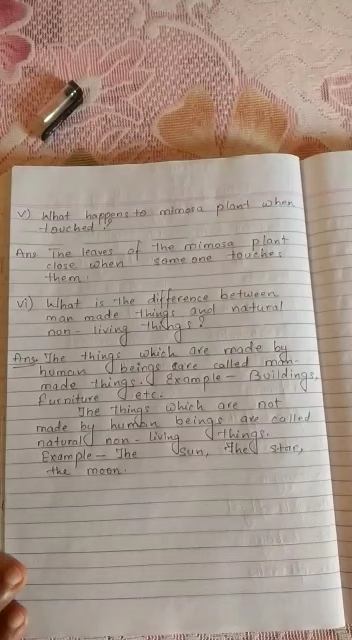 v) What happens to mimosa plant when
touched?
Ans The leaves of the mimosa plant
close when some one touches
them.
vi) What is the difference between
man made things and natural
non-living things?
Ans The things which are made by
human beings are called man-
made things. Example- Buildings,
furniture etc.
The things which are not
made by human beings are called
natural non-living things.
Example- The sun, The star,
the moon.